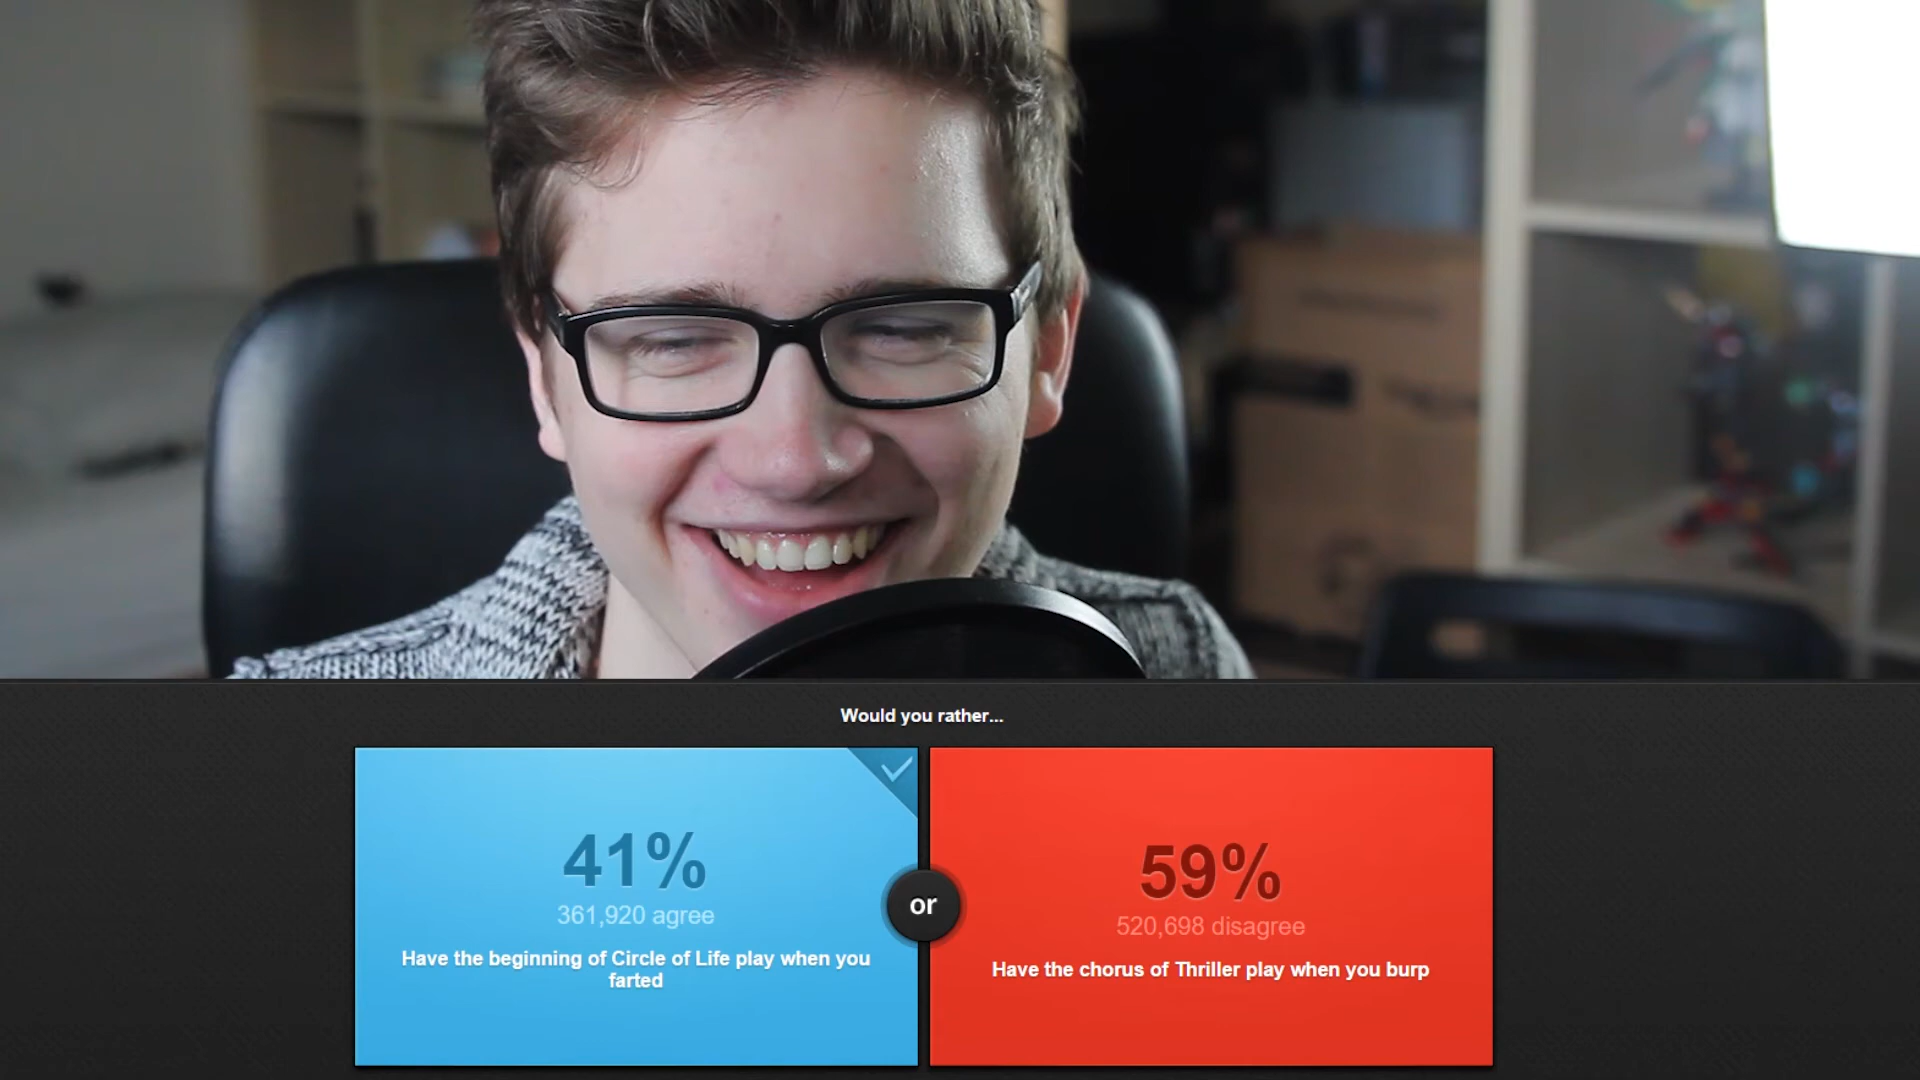 Would you rather...
41%
361,920 agree
Have the beginning of Circle of Life play when you
farted
or
59%
520,698 disagree
Have the chorus of Thriller play when you burp